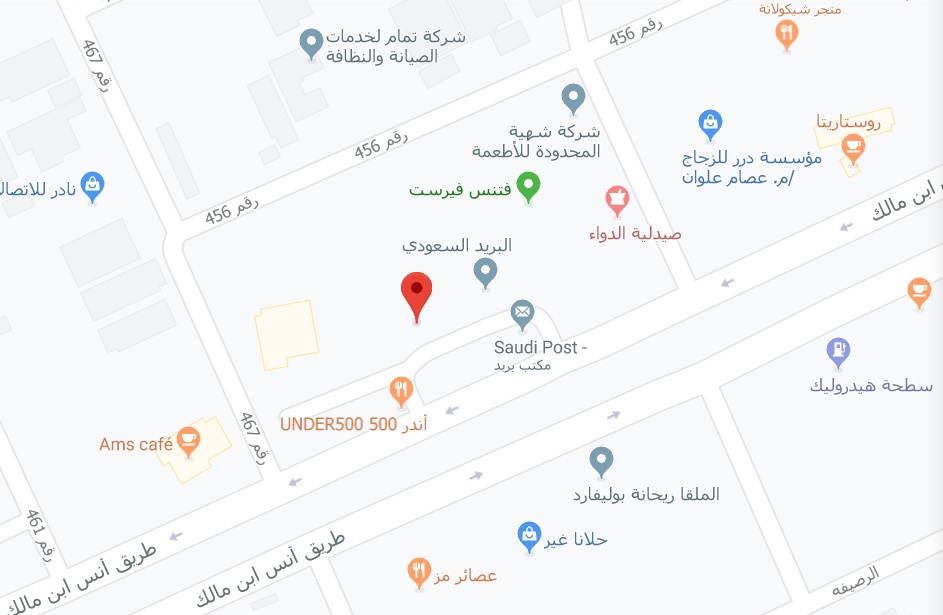 متجر شيكولاتة
رقم 467
شركة تمام لخدمات
الصيانة والنظافة
رقم 456
شركة شهية
المحدودة للأطعمة
روستاريتا
رقم 456
مؤسسة درر للزجاج
/م. عصام علوان
فتنس فيرست
نادر للاتصال
رقم 456
ابن مالك
صيدلية الدواء
البريد السعودي
Saudi Post -
مكتب بريد
سطحة هيدروليك
أندر 500 UNDER500
رقم 467
Ams café
الملقا ريحانة بوليفارد
رقم 461
حلانا غير
طريق أنس ابن مالك
طريق أنس ابن مالك
عصائر مز
الرصيفه